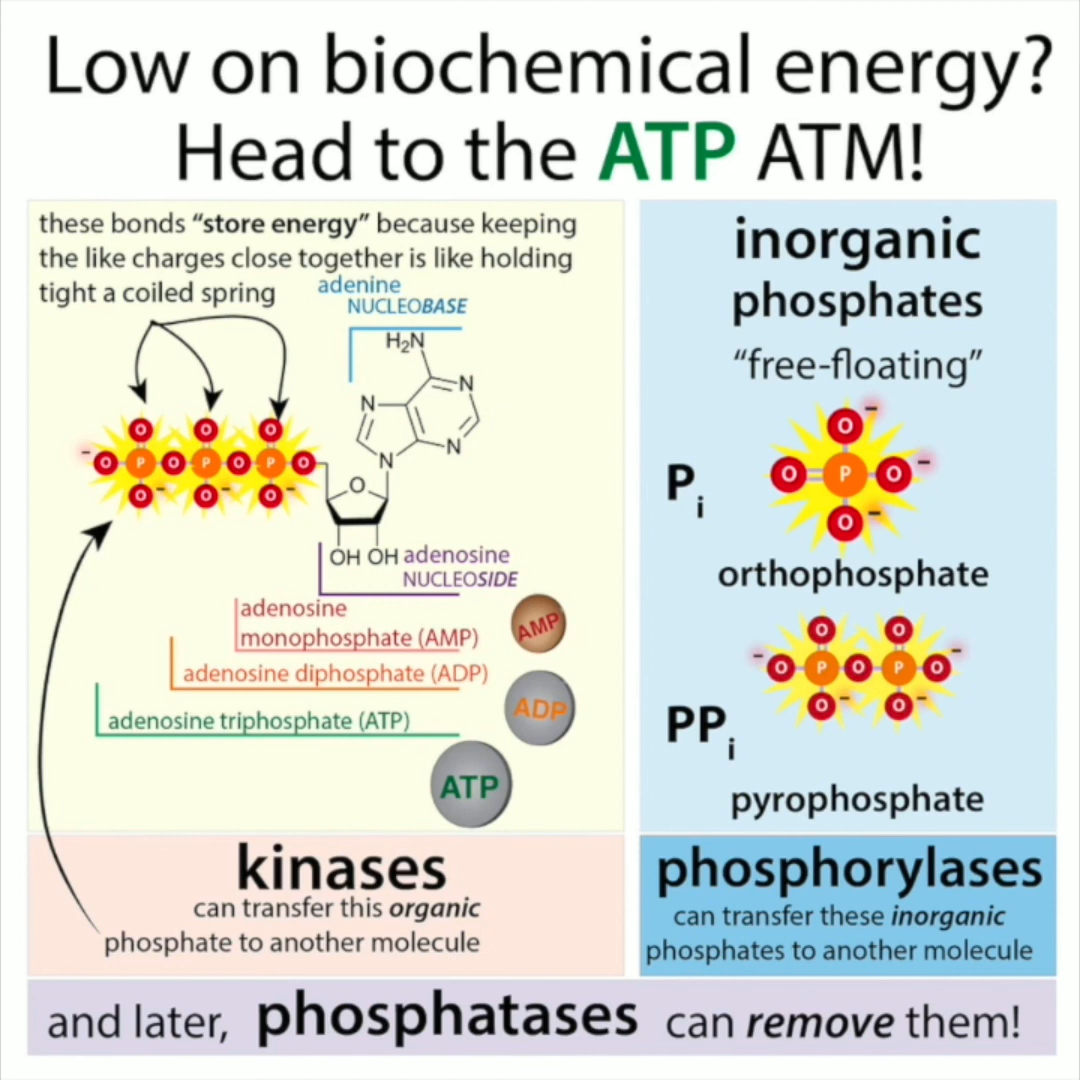 Low on biochemical energy?
Head to the ATP ATM!
these bonds “store energy” because keeping
the like charges close together is like holding
tight a coiled spring
adenine
NUCLEOBASE
H₂N
N
N
N
N
O
O
O
-
O
P
O
P
O
P
O
O
-
O
-
O
-
O
OH OH
adenosine
NUCLEOSIDE
adenosine
monophosphate (AMP)
AMP
adenosine diphosphate (ADP)
ADP
adenosine triphosphate (ATP)
ATP
inorganic
phosphates
“free-floating”
O
-
Pi
O
P
O
-
O
-
orthophosphate
O
O
-
O
P
O
P
O
-
O
-
O
-
PPi
pyrophosphate
kinases
can transfer this organic
phosphate to another molecule
phosphorylases
can transfer these inorganic
phosphates to another molecule
and later, phosphatases can remove them!